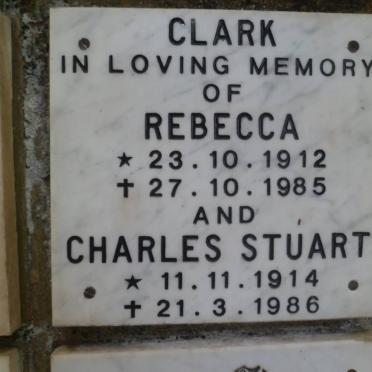 CLARK
IN LOVING MEMORY
OF
REBECCA
★ 23.10.1912
✝ 27.10.1985
AND
CHARLES STUART
★ 11.11.1914
✝ 21.3.1986